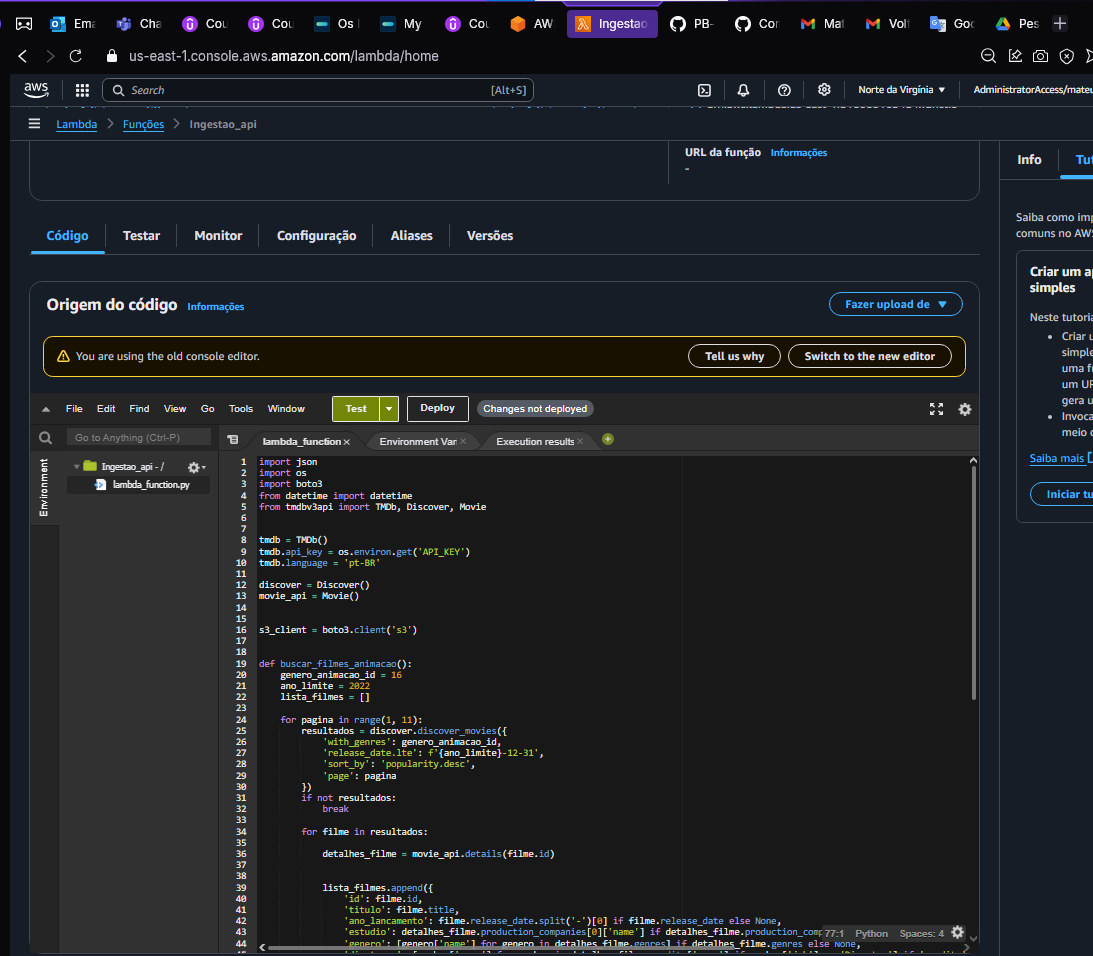 Ema
Cha
Cou
Cou
Os
My
Cou
AW
Ingestao
PB-
Cor
Mat
Volt
Goo
Pes
us-east-1.console.aws.amazon.com/lambda/home
aws
Search
[Alt+S]
Norte da Virgínia
AdministratorAccess/mateu
Lambda
Funções
Ingestao_api
URL da função Informações
-
Info
Tut
Código
Testar
Monitor
Configuração
Aliases
Versões
Origem do código Informações
Fazer upload de
You are using the old console editor.
Tell us why
Switch to the new editor
File Edit Find View Go Tools Window
Test
Deploy
Changes not deployed
Go to Anything (Ctrl-P)
Environment
Ingestao_api - /
lambda_function.py
lambda_function
Environment Var
Execution results
1 import json
2 import os
3 import boto3
4 from datetime import datetime
5 from tmdbv3api import TMDb, Discover, Movie
6
7
8 tmdb = TMDb()
9 tmdb.api_key = os.environ.get('API_KEY')
10 tmdb.language = 'pt-BR'
11
12 discover = Discover()
13 movie_api = Movie()
14
15
16 s3_client = boto3.client('s3')
17
18
19 def buscar_filmes_animacao():
20 genero_animacao_id = 16
21 ano_limite = 2022
22 lista_filmes = []
23
24 for pagina in range(1, 11):
25 resultados = discover.discover_movies({
26 'with_genres': genero_animacao_id,
27 'release_date.lte': f'{ano_limite}-12-31',
28 'sort_by': 'popularity.desc',
29 'page': pagina
30 })
31 if not resultados:
32 break
33
34 for filme in resultados:
35
36 detalhes_filme = movie_api.details(filme.id)
37
38
39 lista_filmes.append({
40 'id': filme.id,
41 'titulo': filme.title,
42 'ano_lancamento': filme.release_date.split('-')[0] if filme.release_date else None,
43 'estudio': detalhes_filme.production_companies[0]['name'] if detalhes_filme.production_comp
44 'genero': [genero['name'] for genero in detalhes_filme.genres] if detalhes_filme.genres else None,
77:1 Python Spaces: 4
Saiba como imp
comuns no AWS
Criar um ap
simples
Neste tutoria
Criar u
simple
uma fu
um UR
gera u
Invoca
meio d
Saiba mais
Iniciar tu